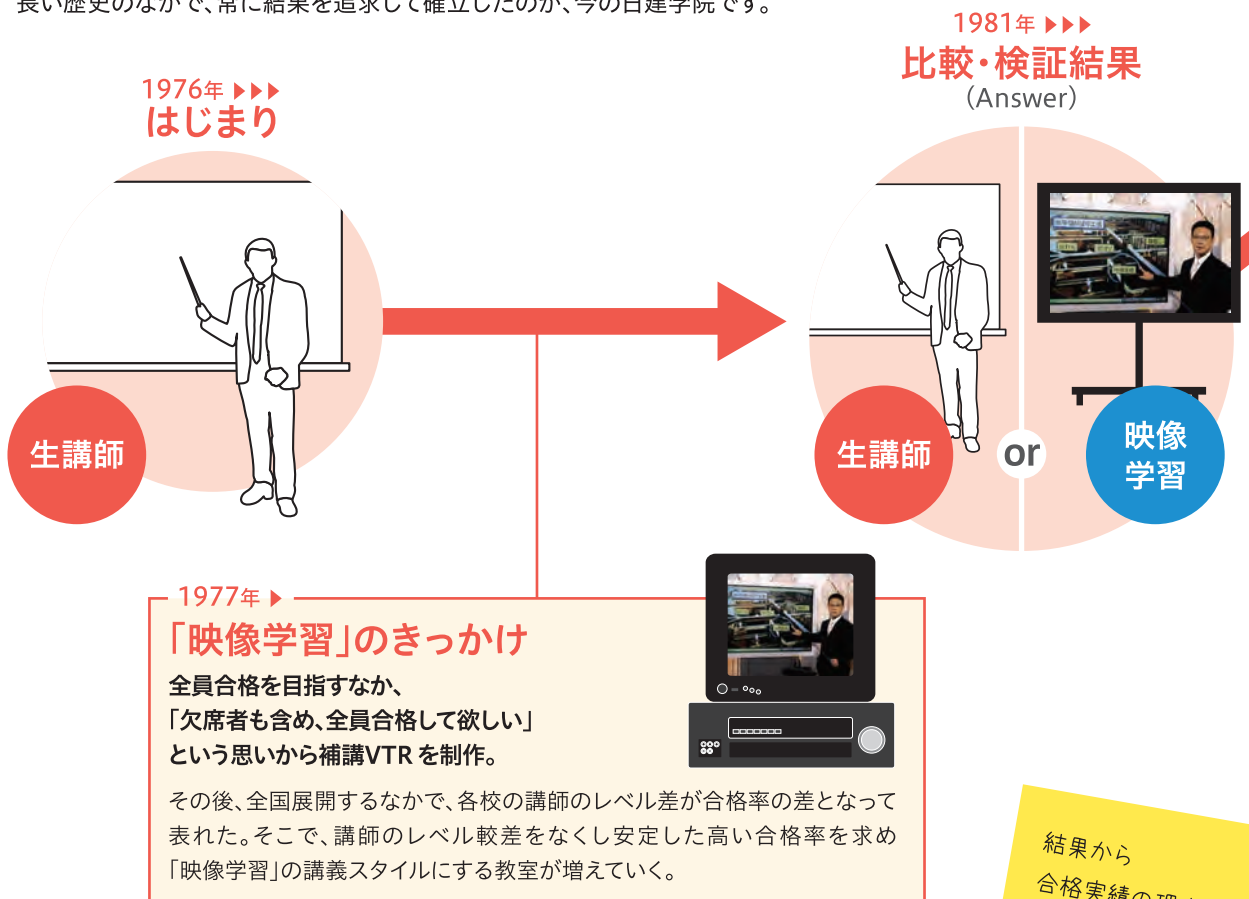 長い歴史のなかで、常に結果を追求して確立したのが、今の日建学院です。
1976年 ▶▶▶
はじまり
生講師
1981年 ▶▶▶
比較・検証結果
（Answer）
生講師
or
映像
学習
1977年 ▶
「映像学習」のきっかけ
全員合格を目指すなか、
「欠席者も含め、全員合格して欲しい」
という思いから補講VTRを制作。
その後、全国展開するなかで、各校の講師のレベル差が合格率の差となって
表れた。そこで、講師のレベル較差をなくし安定した高い合格率を求め
「映像学習」の講義スタイルにする教室が増えていく。
結果から
合格実績の理